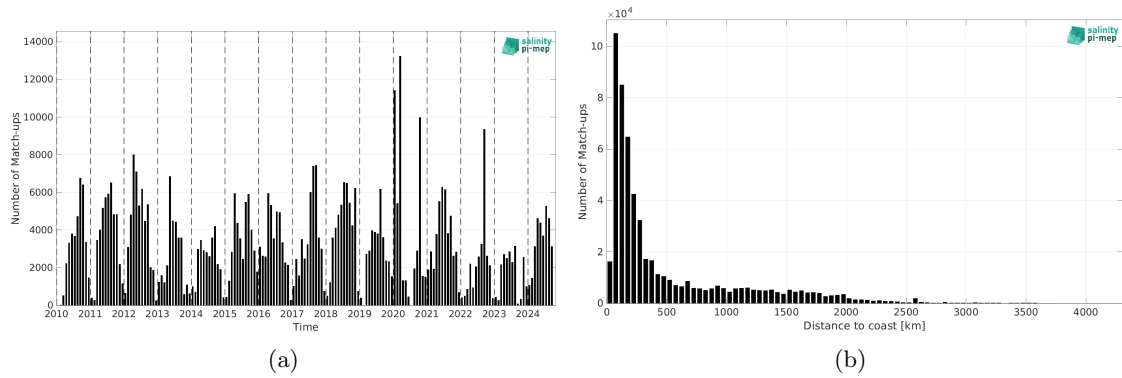 salinity
pi-mep
Number of Match-ups
14000
12000
10000
8000
6000
4000
2000
0
2010 2011 2012 2013 2014 2015 2016 2017 2018 2019 2020 2021 2022 2023 2024
Time
(a)
×10⁴
salinity
pi-mep
Number of Match-ups
10
8
6
4
2
0
0 500 1000 1500 2000 2500 3000 3500 4000
Distance to coast [km]
(b)